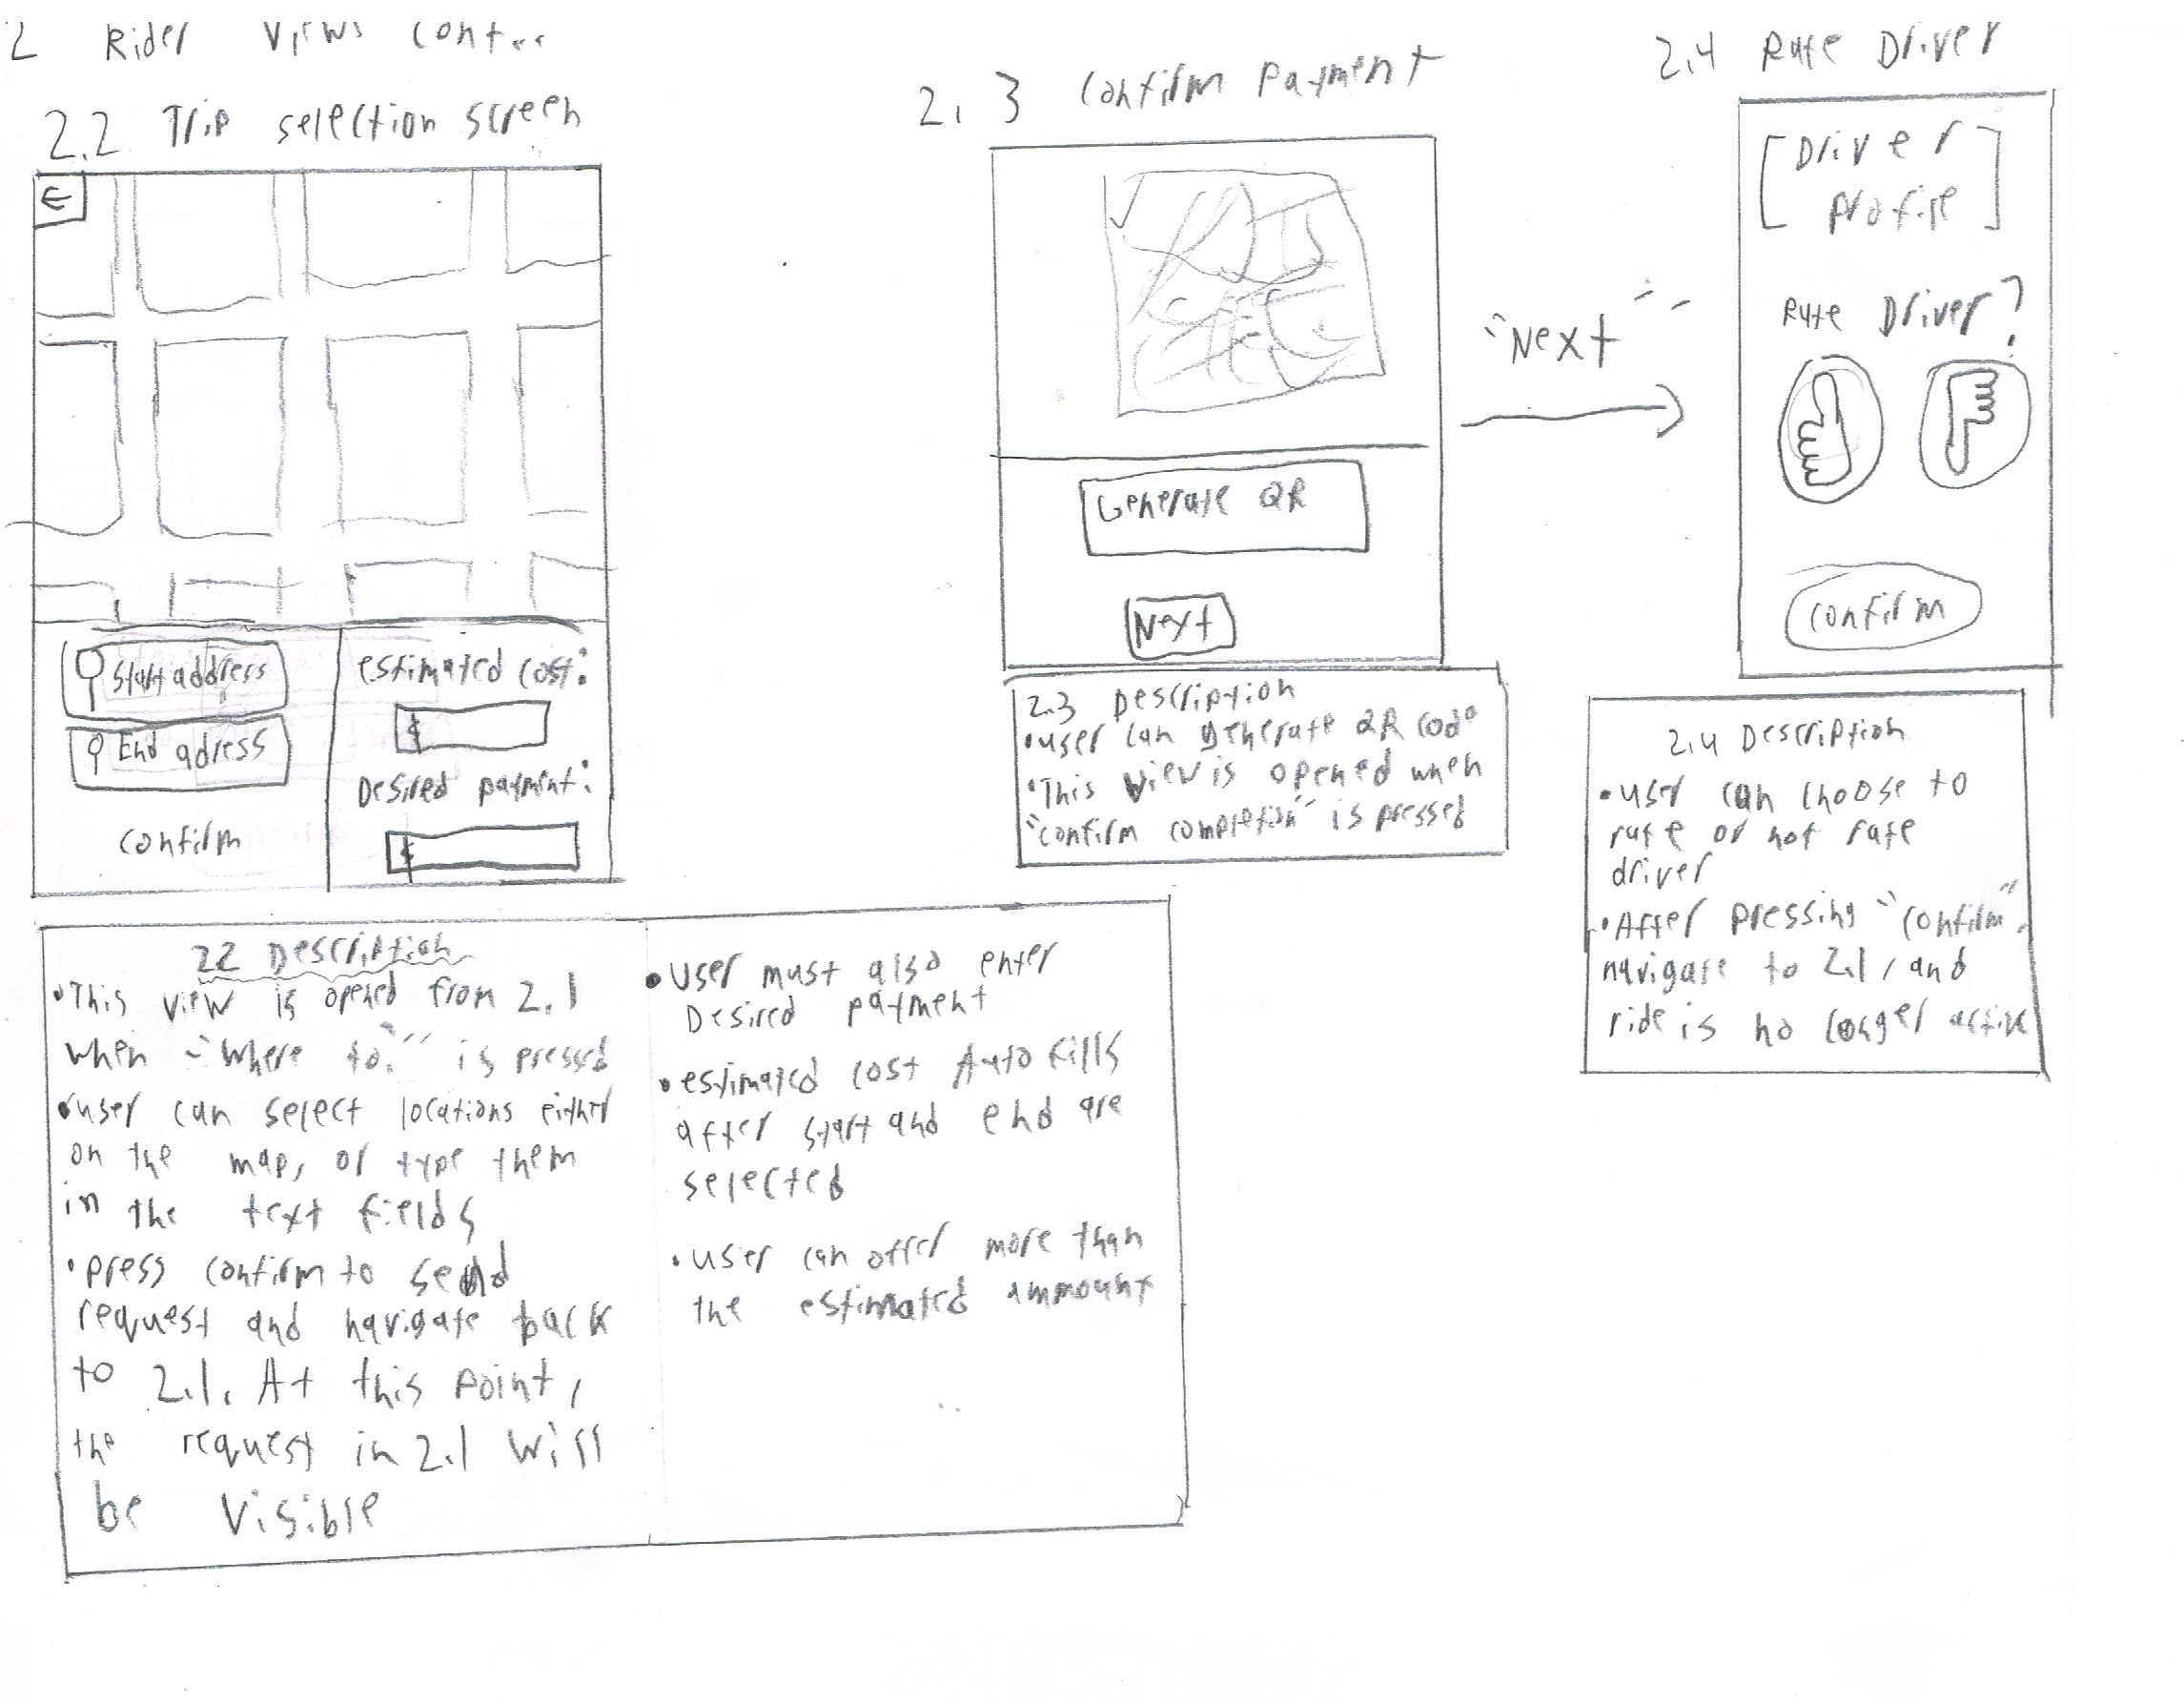 2 Rider Views cont...
2.2 Trip selection screen
Start address
End adress
confirm
estimated cost:
$
Desired payment:
$
2.2 Description
• This view is opened from 2.1
when "Where to?" is pressed
• user can select locations either
on the map, or type them
in the text fields
• press confirm to send
request and navigate back
to 2.1. At this point,
the request in 2.1 will
be visible
• User must also enter
Desired payment
• estimated cost Auto fills
after start and end are
selected
• user can offer more than
the estimated ammount
2.3 Confirm Payment
Generate QR
Next
2.3 Description
• user can generate QR code
• This view is opened when
"confirm completion" is pressed
"Next"
2.4 Rate Driver
[Driver
profile]
Rate Driver?
confirm
2.4 Description
• user can choose to
rate or not rate
driver
• After pressing "confirm",
navigate to 2.1, and
ride is no longer active